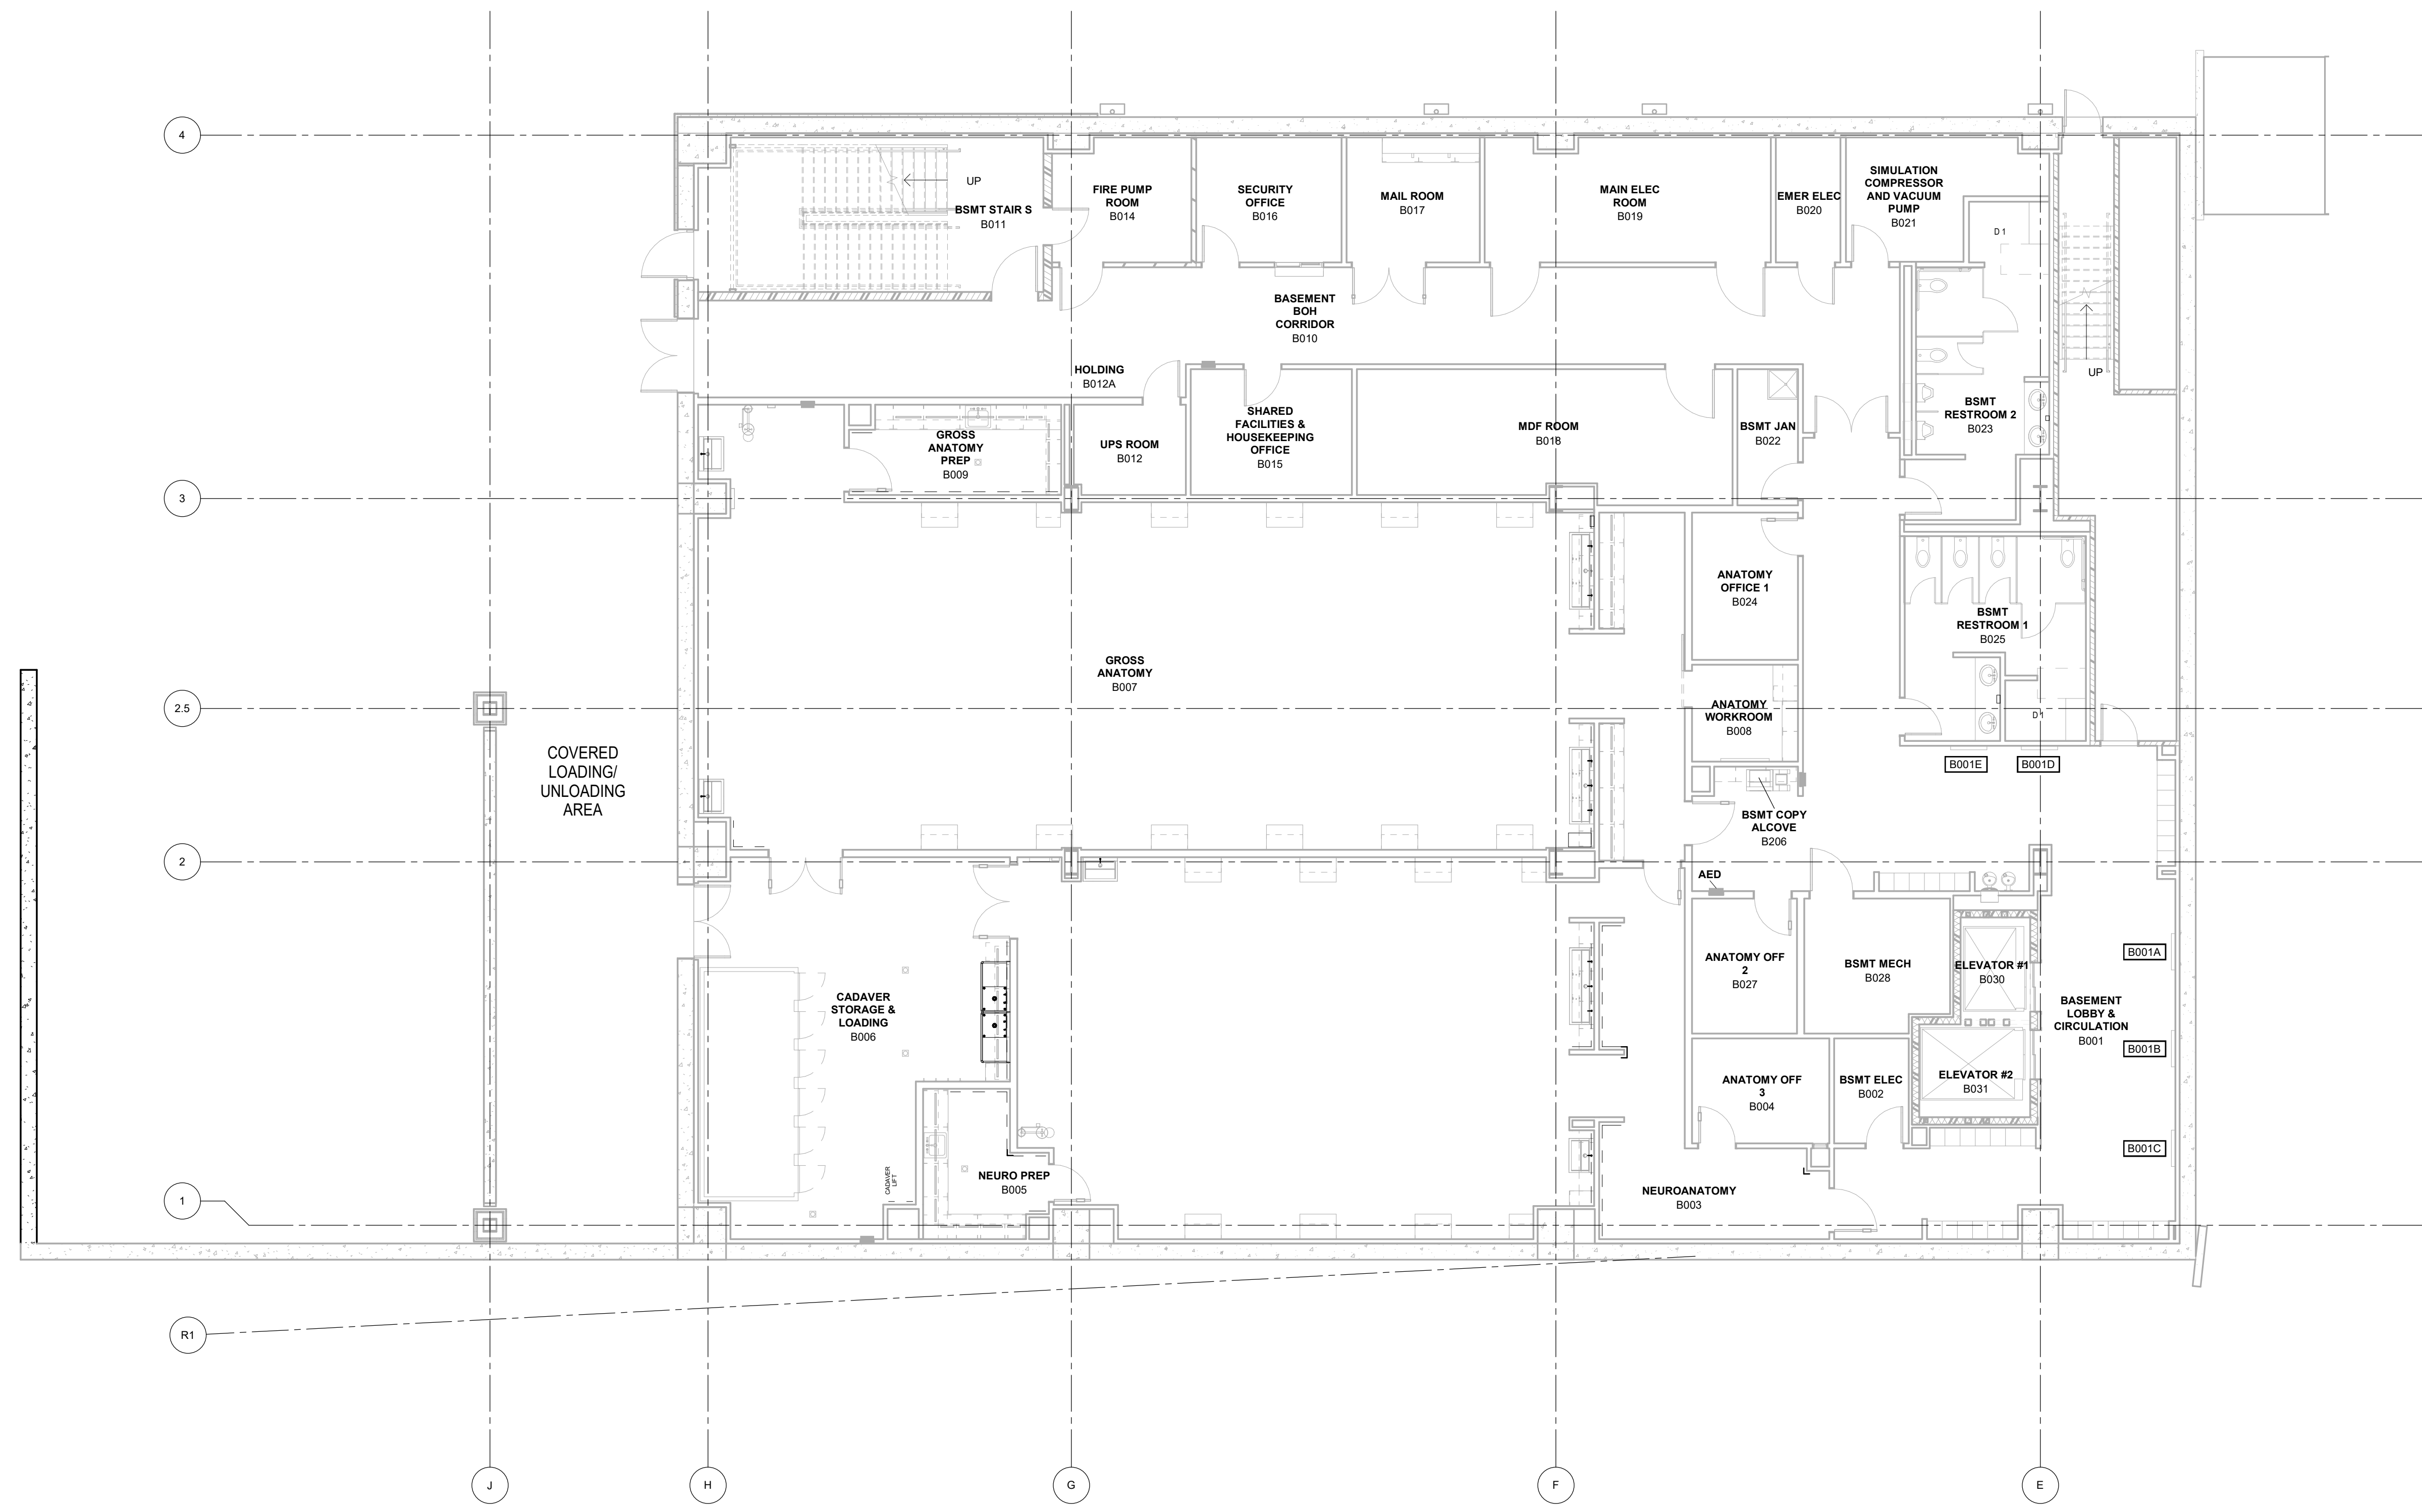 4
UP
BSMT STAIR S
B011
FIRE PUMP
ROOM
B014
SECURITY
OFFICE
B016
MAIL ROOM
B017
MAIN ELEC
ROOM
B019
EMER ELEC
B020
SIMULATION
COMPRESSOR
AND VACUUM
PUMP
B021
D 1
BASEMENT
BOH
CORRIDOR
B010
HOLDING
B012A
UP
GROSS
ANATOMY
PREP
B009
UPS ROOM
B012
SHARED
FACILITIES &
HOUSEKEEPING
OFFICE
B015
MDF ROOM
B018
BSMT JAN
B022
BSMT
RESTROOM 2
B023
3
ANATOMY
OFFICE 1
B024
BSMT
RESTROOM 1
B025
GROSS
ANATOMY
B007
2.5
ANATOMY
WORKROOM
B008
D 1
COVERED
LOADING/
UNLOADING
AREA
B001E
B001D
BSMT COPY
ALCOVE
B206
2
AED
CADAVER
STORAGE &
LOADING
B006
ANATOMY OFF
2
B027
BSMT MECH
B028
ELEVATOR #1
B030
B001A
BASEMENT
LOBBY &
CIRCULATION
B001
B001B
ANATOMY OFF
3
B004
BSMT ELEC
B002
ELEVATOR #2
B031
B001C
CADAVER
LIFT
NEURO PREP
B005
NEUROANATOMY
B003
1
R1
J
H
G
F
E